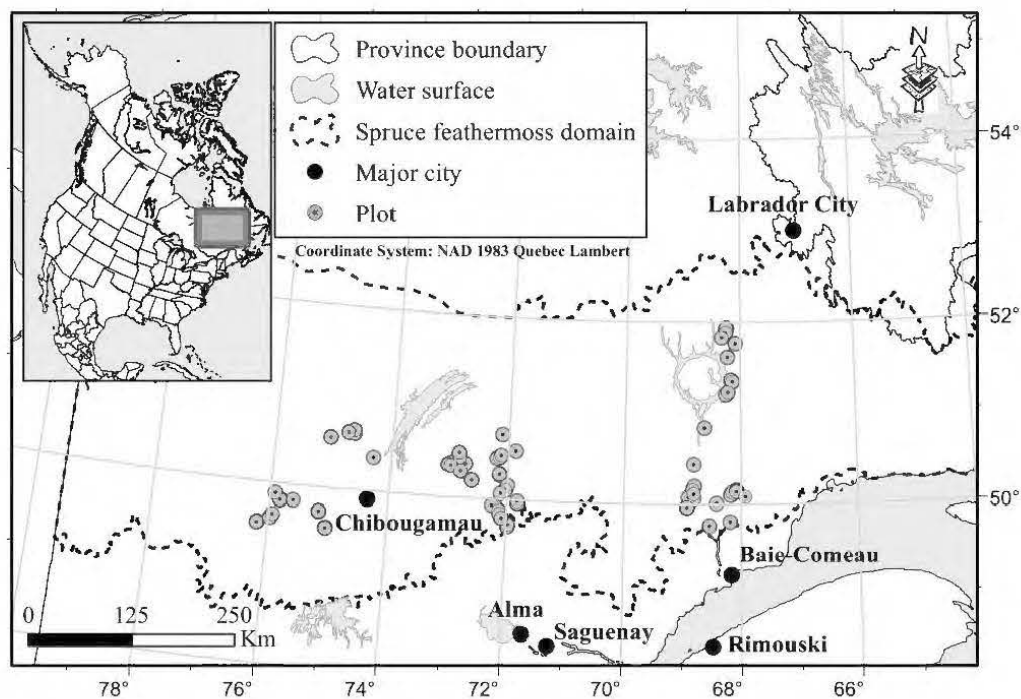 Province boundary
Water surface
Spruce feathermoss domain
Major city
Plot
Coordinate System: NAD 1983 Quebec Lambert
N
54°
Labrador City
52°
50°
Chibougamau
Baie-Comeau
Alma
Saguenay
Rimouski
0 125 250
Km
78° 76° 74° 72° 70° 68° 66°